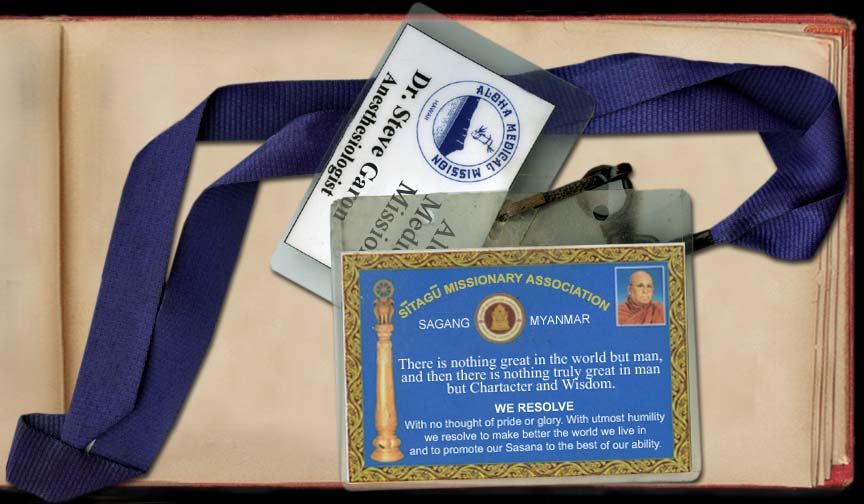 Dr. Steve Garon
Anesthesiologist
ALOHA MEDICAL MISSION
HAWAII
Medi
Mission
SĪTAGŪ MISSIONARY ASSOCIATION
SAGANG MYANMAR
There is nothing great in the world but man,
and then there is nothing truly great in man
but Chartacter and Wisdom.
WE RESOLVE
With no thought of pride or glory. With utmost humility
we resolve to make better the world we live in
and to promote our Sasana to the best of our ability.